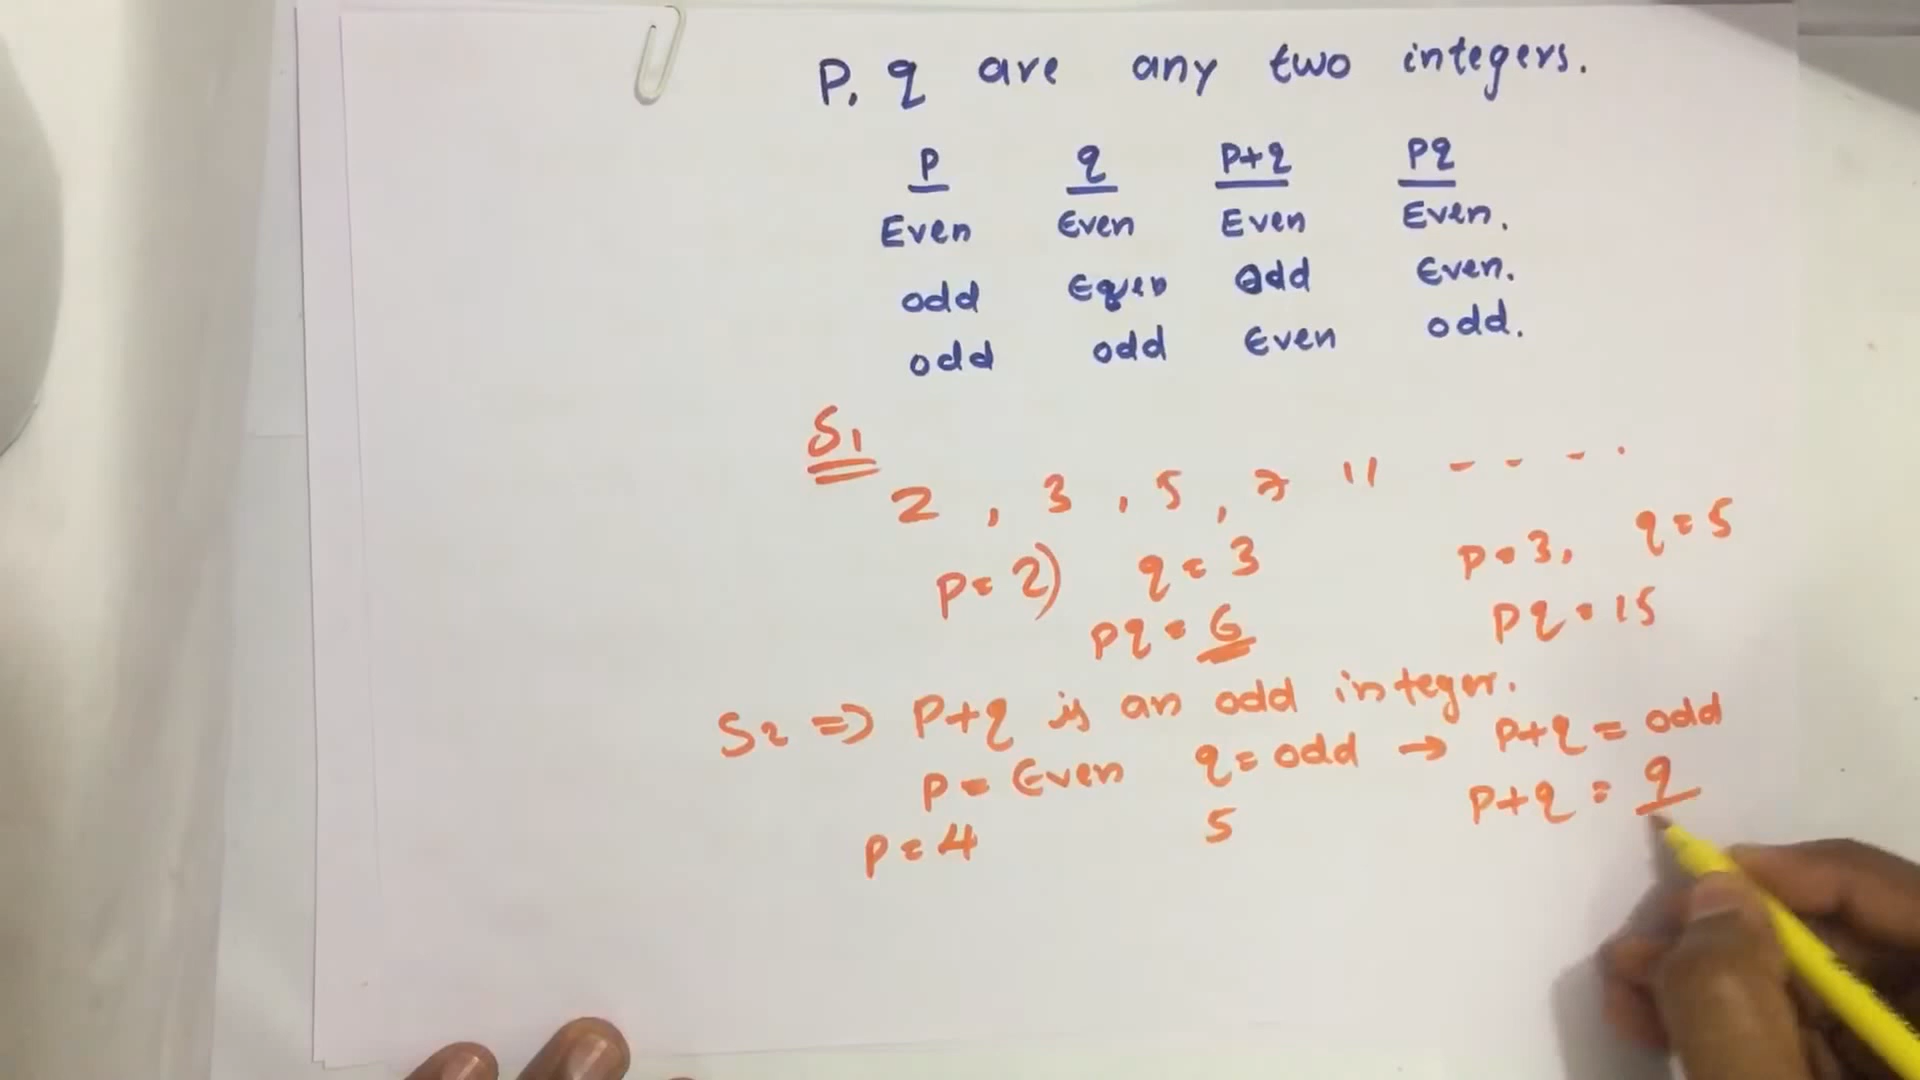 P, q are any two integers.
P q P+q Pq
Even Even Even Even.
odd Even odd Even.
odd odd Even odd.
S1
2 , 3 , 5 , 7 11 - - - .
p= 2) q = 3 p = 3, q = 5
pq = 6 pq = 15
S2 => P+q is an odd integer.
p = Even q = odd → p+q = odd
p = 4 5 p+q = 9